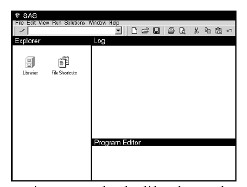 SAS
File Edit View Run Solutions Window Help
Explorer Log
Libraries File Shortcuts
Program Editor